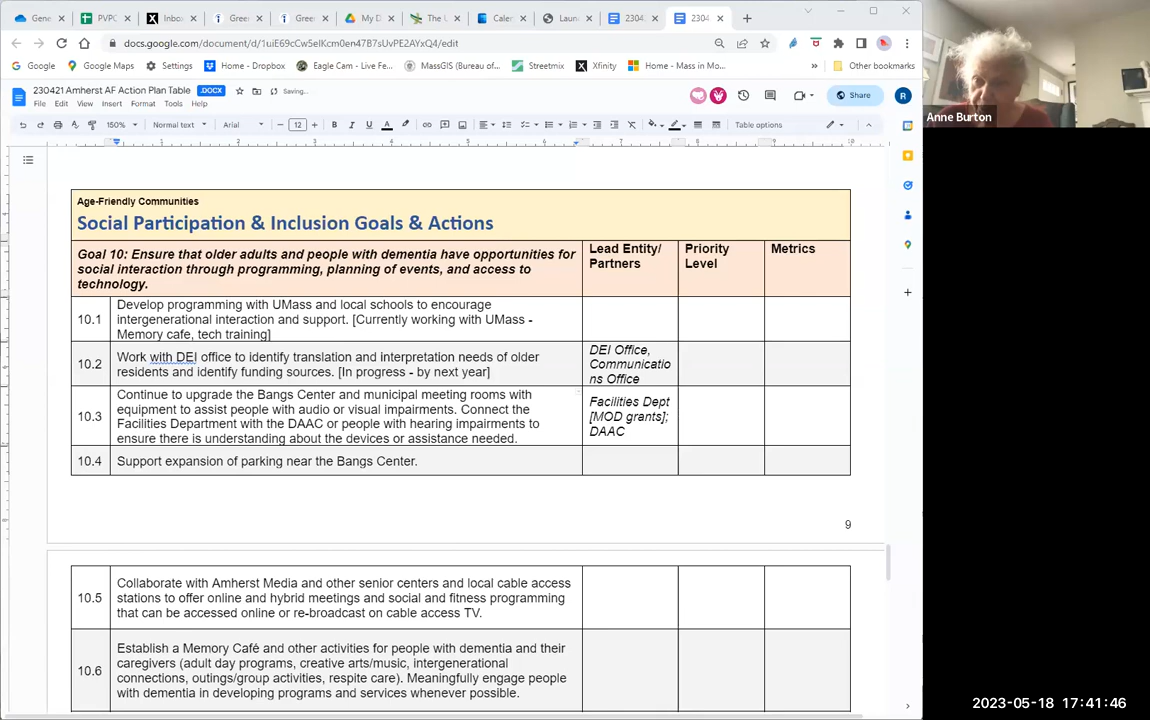 Gene
PVPC
Inbo
Gree
Gree
My D
The U
Caler
Laun
2304
2304
docs.google.com/document/d/1uiE69cCw5elKcm0en47B7sUvPE2AYxQ4/edit
Google
Google Maps
Settings
Home - Dropbox
Eagle Cam - Live Fe...
MassGIS (Bureau of...
Streetmix
Xfinity
Home - Mass in Mo...
Other bookmarks
230421 Amherst AF Action Plan Table
.DOCX
Saving...
File Edit View Insert Format Tools Help
Share
R
150%
Normal text
Arial
12
Table options
Anne Burton
Age-Friendly Communities
Social Participation & Inclusion Goals & Actions
Goal 10: Ensure that older adults and people with dementia have opportunities for
social interaction through programming, planning of events, and access to
technology.
Lead Entity/
Partners
Priority
Level
Metrics
10.1
Develop programming with UMass and local schools to encourage
intergenerational interaction and support. [Currently working with UMass -
Memory cafe, tech training]
10.2
Work with DEI office to identify translation and interpretation needs of older
residents and identify funding sources. [In progress - by next year]
DEI Office,
Communicatio
ns Office
10.3
Continue to upgrade the Bangs Center and municipal meeting rooms with
equipment to assist people with audio or visual impairments. Connect the
Facilities Department with the DAAC or people with hearing impairments to
ensure there is understanding about the devices or assistance needed.
Facilities Dept
[MOD grants];
DAAC
10.4
Support expansion of parking near the Bangs Center.
9
10.5
Collaborate with Amherst Media and other senior centers and local cable access
stations to offer online and hybrid meetings and social and fitness programming
that can be accessed online or re-broadcast on cable access TV.
10.6
Establish a Memory Café and other activities for people with dementia and their
caregivers (adult day programs, creative arts/music, intergenerational
connections, outings/group activities, respite care). Meaningfully engage people
with dementia in developing programs and services whenever possible.
2023-05-18 17:41:46